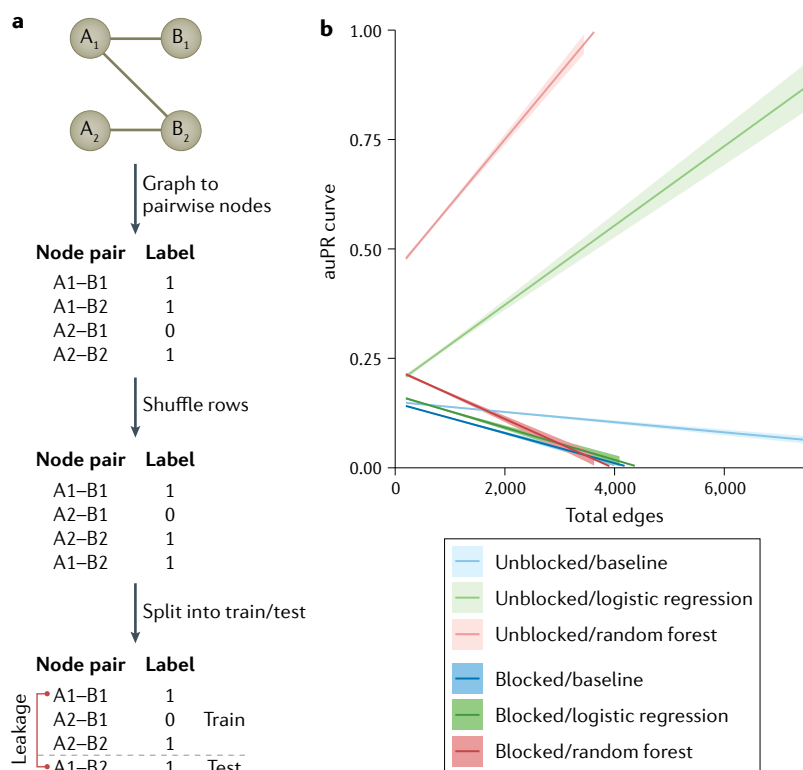 a
A1
B1
A2
B2
Graph to
pairwise nodes
Node pair Label
A1–B1 1
A1–B2 1
A2–B1 0
A2–B2 1
Shuffle rows
Node pair Label
A1–B1 1
A2–B1 0
A2–B2 1
A1–B2 1
Split into train/test
Node pair Label
A1–B1 1
A2–B1 0 Train
A2–B2 1
A1–B2 1 Test
Leakage
b
1.00
0.75
0.50
0.25
0.00
auPR curve
0 2,000 4,000 6,000
Total edges
Unblocked/baseline
Unblocked/logistic regression
Unblocked/random forest
Blocked/baseline
Blocked/logistic regression
Blocked/random forest